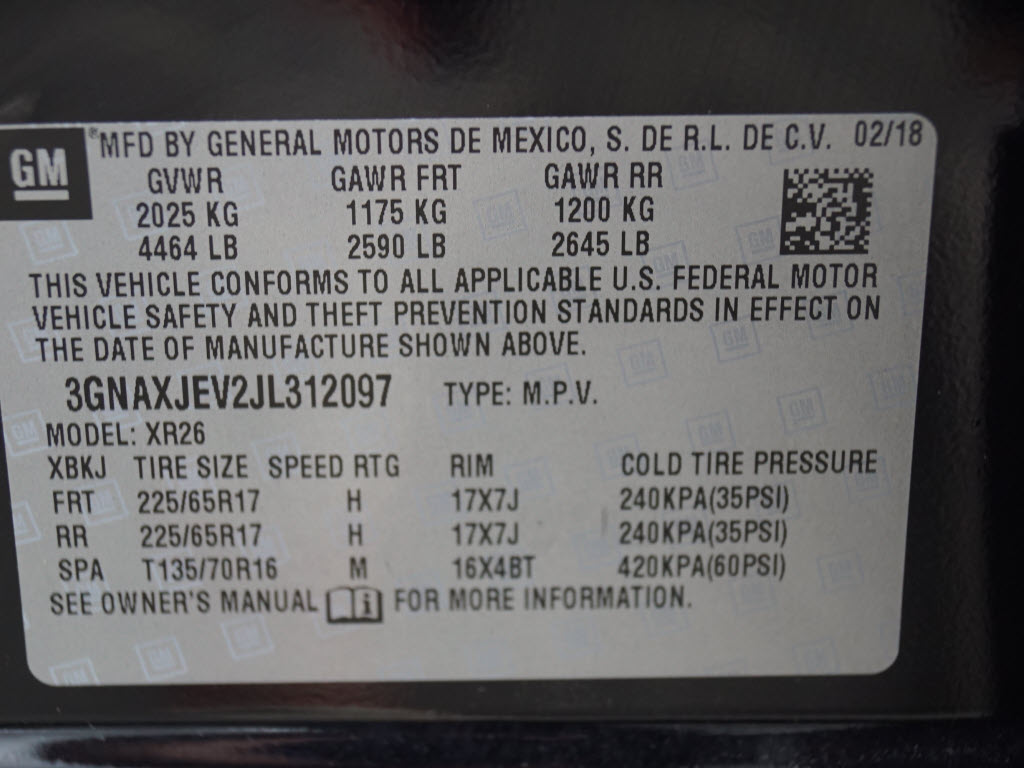 GM
® MFD BY GENERAL MOTORS DE MEXICO, S. DE R.L. DE C.V. 02/18
GVWR GAWR FRT GAWR RR
2025 KG 1175 KG 1200 KG
4464 LB 2590 LB 2645 LB
THIS VEHICLE CONFORMS TO ALL APPLICABLE U.S. FEDERAL MOTOR
VEHICLE SAFETY AND THEFT PREVENTION STANDARDS IN EFFECT ON
THE DATE OF MANUFACTURE SHOWN ABOVE.
3GNAXJEV2JL312097 TYPE: M.P.V.
MODEL: XR26
XBKJ TIRE SIZE SPEED RTG RIM COLD TIRE PRESSURE
FRT 225/65R17 H 17X7J 240KPA(35PSI)
RR 225/65R17 H 17X7J 240KPA(35PSI)
SPA T135/70R16 M 16X4BT 420KPA(60PSI)
SEE OWNER'S MANUAL i FOR MORE INFORMATION.